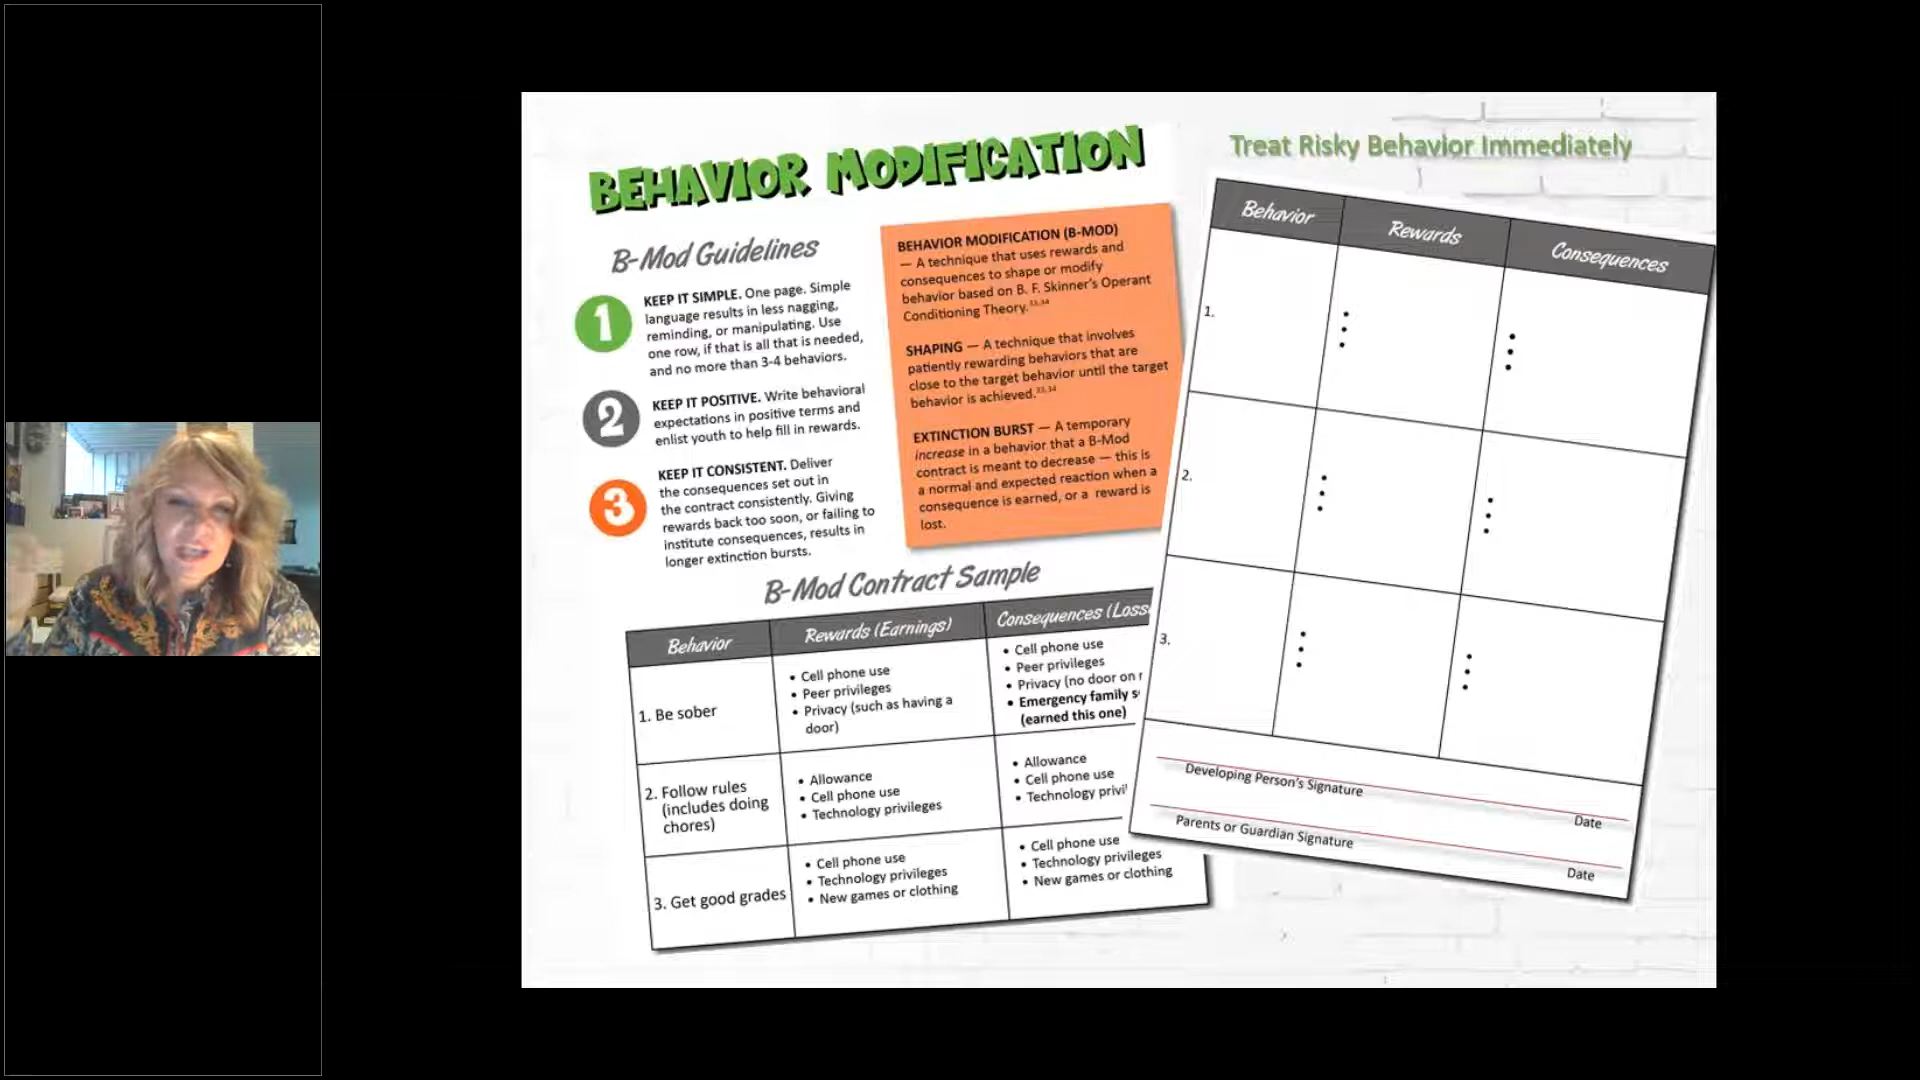 BEHAVIOR MODIFICATION
B-Mod Guidelines
1
KEEP IT SIMPLE. One page. Simple
language results in less nagging,
reminding, or manipulating. Use
one row, if that is all that is needed,
and no more than 3-4 behaviors.
2
KEEP IT POSITIVE. Write behavioral
expectations in positive terms and
enlist youth to help fill in rewards.
3
KEEP IT CONSISTENT. Deliver
the consequences set out in
the contract consistently. Giving
rewards back too soon, or failing to
institute consequences, results in
longer extinction bursts.
BEHAVIOR MODIFICATION (B-MOD)
— A technique that uses rewards and
consequences to shape or modify
behavior based on B. F. Skinner's Operant
Conditioning Theory.33,34
SHAPING — A technique that involves
patiently rewarding behaviors that are
close to the target behavior until the target
behavior is achieved.33,34
EXTINCTION BURST — A temporary
increase in a behavior that a B-Mod
contract is meant to decrease — this is
a normal and expected reaction when a
consequence is earned, or a reward is
lost.
B-Mod Contract Sample
Behavior
Rewards (Earnings)
Consequences (Loss
1. Be sober
• Cell phone use
• Peer privileges
• Privacy (such as having a
door)
• Cell phone use
• Peer privileges
• Privacy (no door on r
• Emergency family s
(earned this one)
2. Follow rules
(includes doing
chores)
• Allowance
• Cell phone use
• Technology privileges
• Allowance
• Cell phone use
• Technology privi
3. Get good grades
• Cell phone use
• Technology privileges
• New games or clothing
• Cell phone use
• Technology privileges
• New games or clothing
Treat Risky Behavior Immediately
Behavior
Rewards
Consequences
1.
2.
3.
Developing Person's Signature
Date
Parents or Guardian Signature
Date